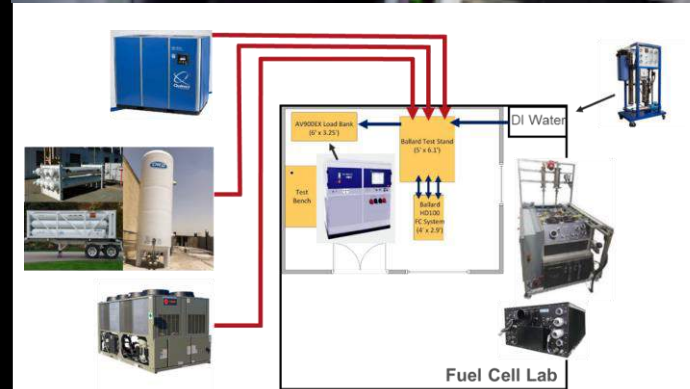 AV900EX Load Bank
(6' x 3.25')
Ballard Test Stand
(5' x 6.1')
DI Water
Test
Bench
Ballard
HD100
FC System
(4' x 2.9')
Fuel Cell Lab